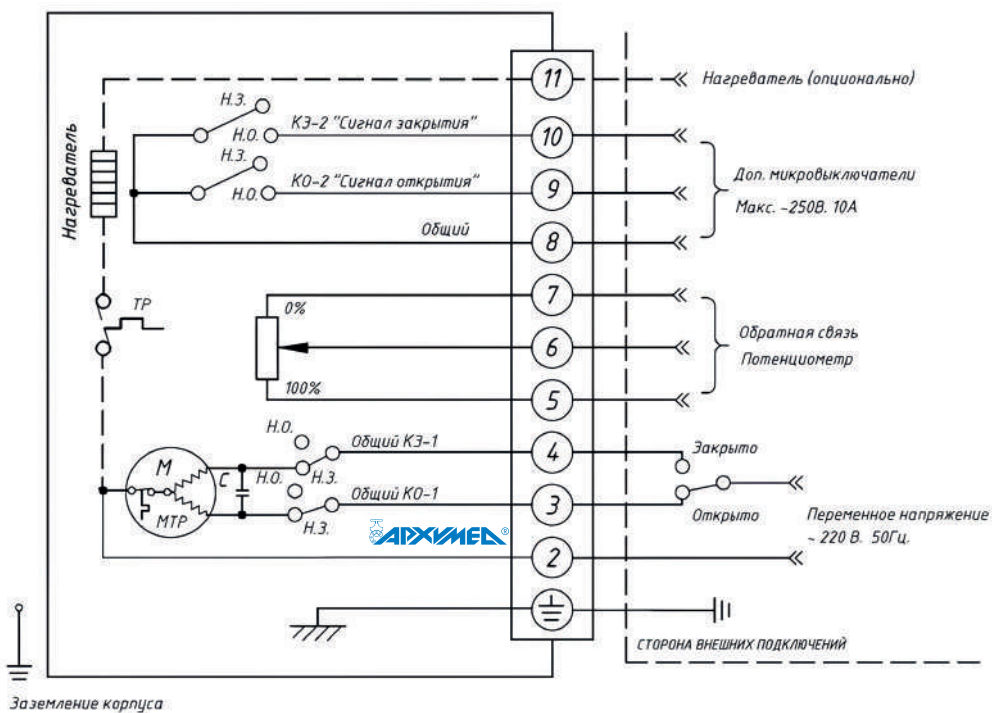 11
Нагреватель (опционально)
Н.З.
КЗ-2 "Сигнал закрытия"
Н.О.
10
Н.З.
КО-2 "Сигнал открытия"
Н.О.
9
Доп. микровыключатели
Макс. ~250В. 10А
Общий
8
Нагреватель
7
0%
ТР
6
Обратная связь
Потенциометр
100%
5
Н.О.
Общий КЗ-1
4
Закрыто
М
С
Н.О.
Н.З.
МТР
Общий КО-1
3
Открыто
Н.З.
АРХИМЕД®
Переменное напряжение
~ 220 В. 50Гц.
2
СТОРОНА ВНЕШНИХ ПОДКЛЮЧЕНИЙ
Заземление корпуса